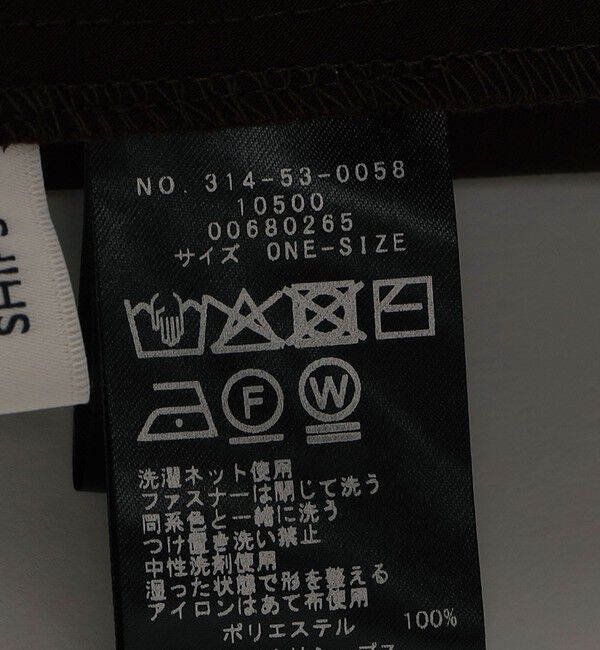 NO. 314-53-0058
10500
00680265
サイズ ONE-SIZE
SHIPS
F
W
洗濯ネット使用
ファスナーは閉じて洗う
同系色と一緒に洗う
つけ置き洗い禁止
中性洗剤使用
湿った状態で形を整える
アイロンはあて布使用
ポリエステル 100%